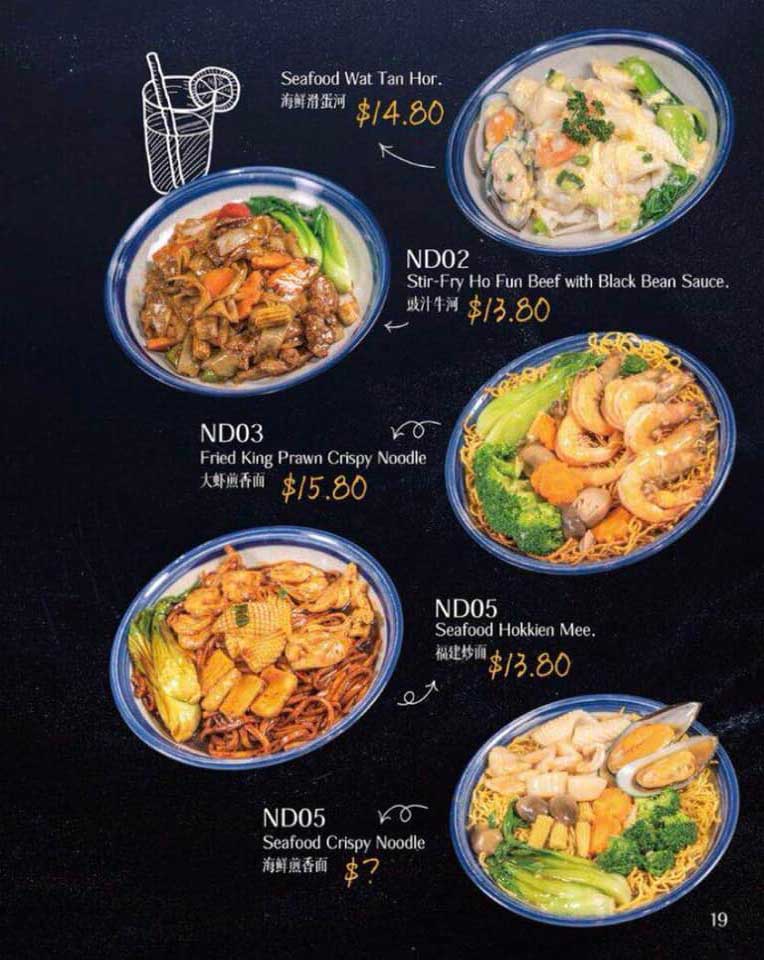 Seafood Wat Tan Hor.
海鲜滑蛋河 $14.80
ND02
Stir-Fry Ho Fun Beef with Black Bean Sauce.
豉汁牛河 $13.80
ND03
Fried King Prawn Crispy Noodle
大虾煎香面 $15.80
ND05
Seafood Hokkien Mee.
福建炒面 $13.80
ND05
Seafood Crispy Noodle
海鲜煎香面 $?
19